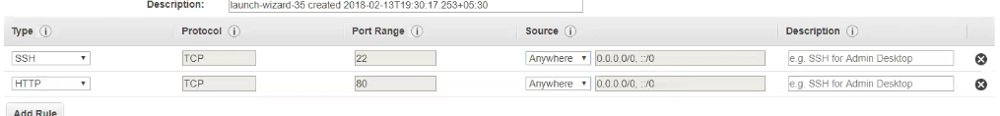 Description: launch-wizard-35 created 2018-02-13T19:30:17.253+05:30
Type i Protocol i Port Range i Source i Description i
SSH TCP 22 Anywhere 0.0.0.0/0, ::/0 e.g. SSH for Admin Desktop
HTTP TCP 80 Anywhere 0.0.0.0/0, ::/0 e.g. SSH for Admin Desktop
Add Rule